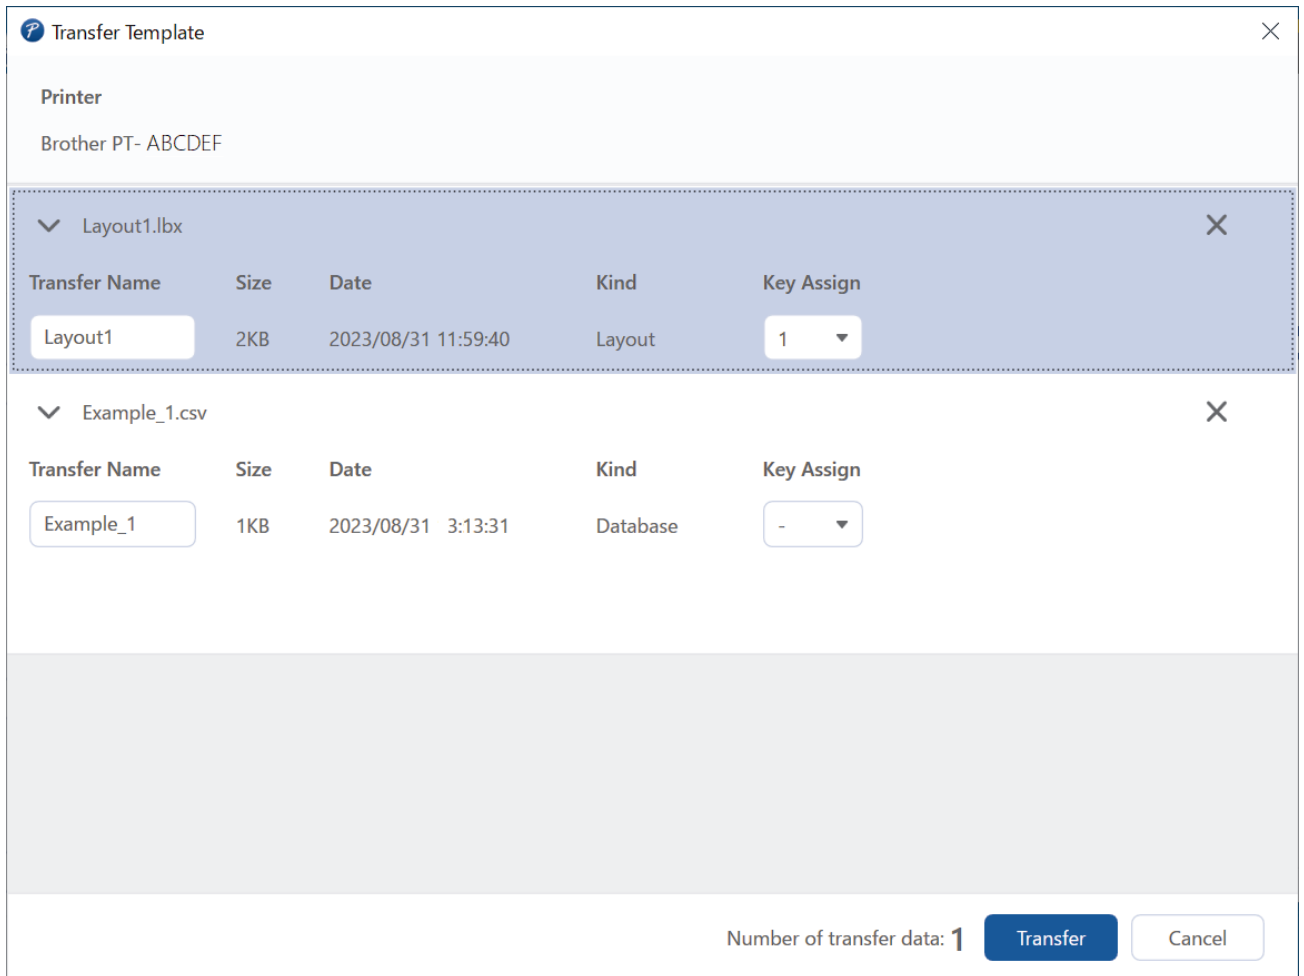 Transfer Template
Printer
Brother PT- ABCDEF
Layout1.lbx
Transfer Name Size Date Kind Key Assign
Layout1 2KB 2023/08/31 11:59:40 Layout 1
Example_1.csv
Transfer Name Size Date Kind Key Assign
Example_1 1KB 2023/08/31 3:13:31 Database -
Number of transfer data: 1 Transfer Cancel